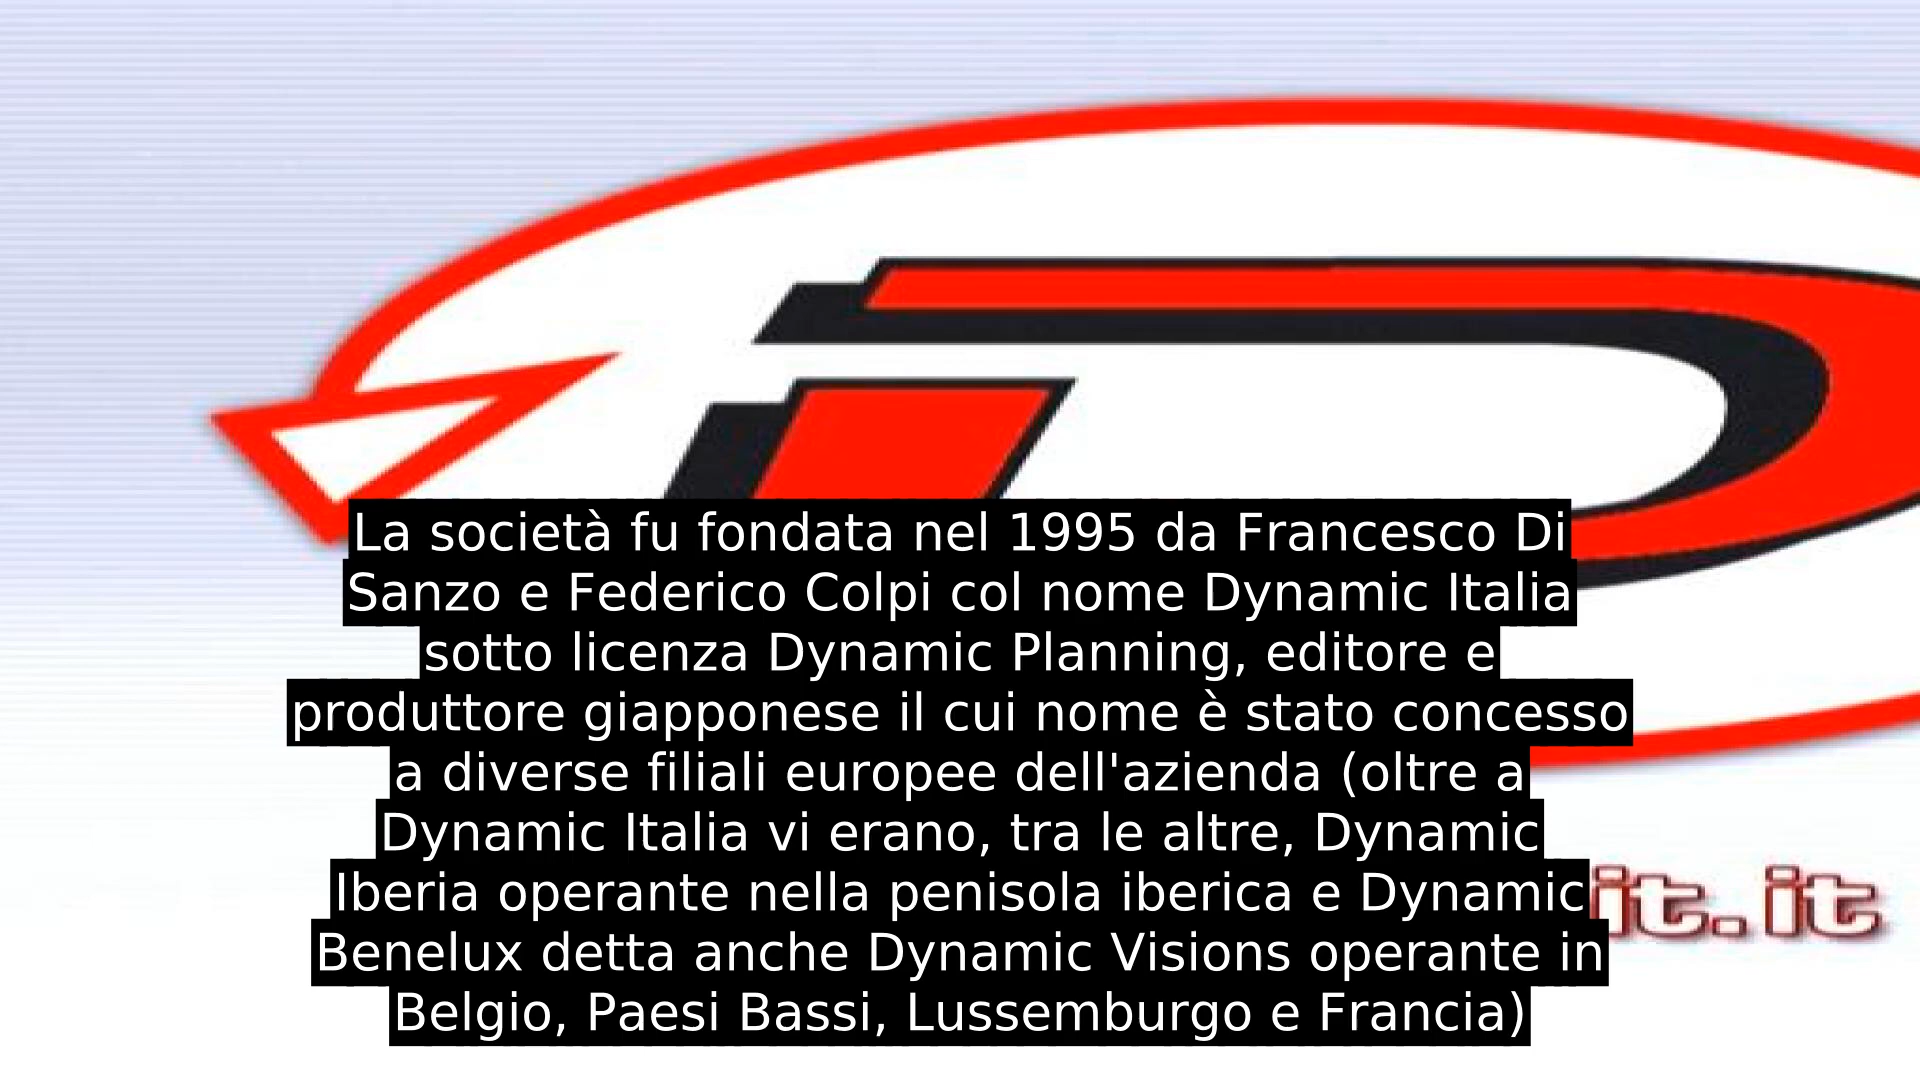 La società fu fondata nel 1995 da Francesco Di
Sanzo e Federico Colpi col nome Dynamic Italia
sotto licenza Dynamic Planning, editore e
produttore giapponese il cui nome è stato concesso
a diverse filiali europee dell'azienda (oltre a
Dynamic Italia vi erano, tra le altre, Dynamic
Iberia operante nella penisola iberica e Dynamic
Benelux detta anche Dynamic Visions operante in
Belgio, Paesi Bassi, Lussemburgo e Francia)
it.it